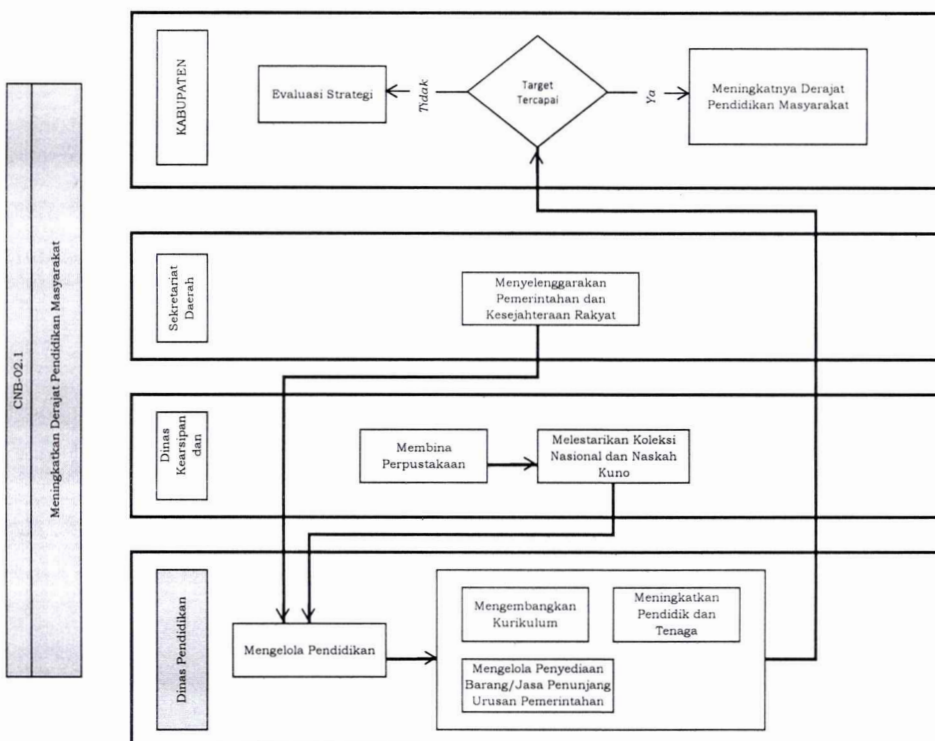 CNB-02.1
Meningkatkan Derajat Pendidikan Masyarakat
KABUPATEN
Evaluasi Strategi
Tidak
Target
Tercapai
Ya
Meningkatnya Derajat
Pendidikan Masyarakat
Sekretariat
Daerah
Menyelenggarakan
Pemerintahan dan
Kesejahteraan Rakyat
Dinas
Kearsipan
dan
Membina
Perpustakaan
Melestarikan Koleksi
Nasional dan Naskah
Kuno
Dinas Pendidikan
Mengelola Pendidikan
Mengembangkan
Kurikulum
Meningkatkan
Pendidik dan
Tenaga
Mengelola Penyediaan
Barang/Jasa Penunjang
Urusan Pemerintahan